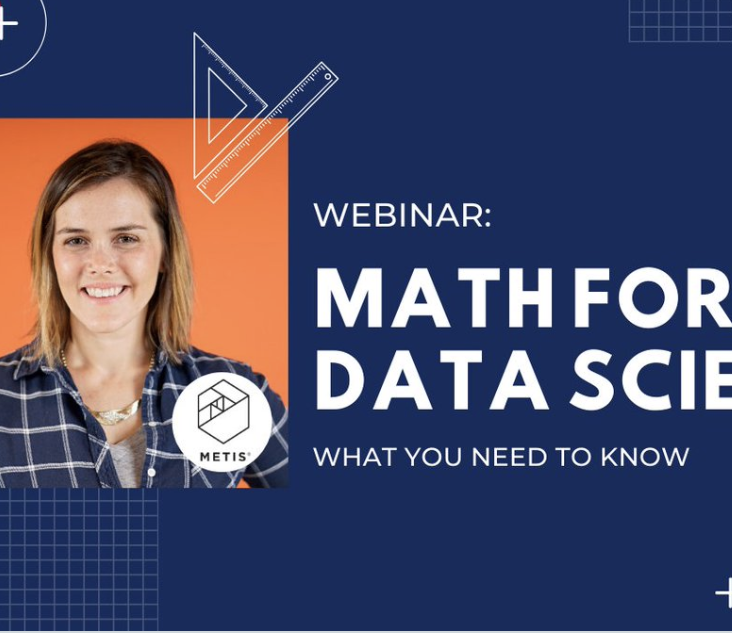 WEBINAR:
MATH FOR
DATA SCIE
WHAT YOU NEED TO KNOW
METIS®